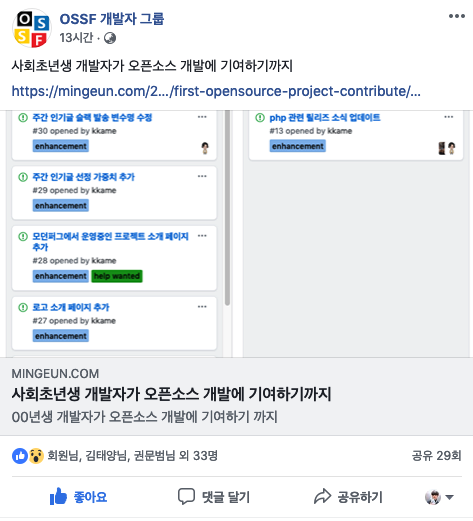 OSSF 개발자 그룹
13시간 ·
사회초년생 개발자가 오픈소스 개발에 기여하기까지
https://mingeun.com/2.../first-opensource-project-contribute/...
주간 인기글 슬랙 발송 변수명 수정
#30 opened by kkame
enhancement
주간 인기글 선정 가중치 추가
#29 opened by kkame
enhancement
모던퍼그에서 운영중인 프로젝트 소개 페이지
추가
#28 opened by kkame
enhancement help wanted
로고 소개 페이지 추가
#27 opened by kkame
enhancement
php 관련 릴리즈 소식 업데이트
#13 opened by kkame
enhancement
MINGEUN.COM
사회초년생 개발자가 오픈소스 개발에 기여하기까지
00년생 개발자가 오픈소스 개발에 기여하기 까지
회원님, 김태양님, 권문범님 외 33명
공유 29회
좋아요
댓글 달기
공유하기